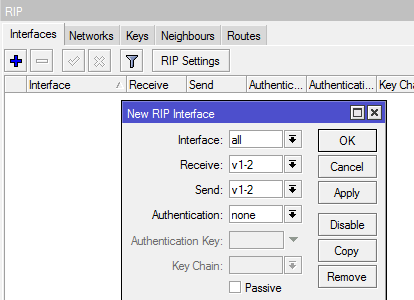 RIP
Interfaces Networks Keys Neighbours Routes
RIP Settings
Interface Receive Send Authentic... Authenticati... Key Chai
New RIP Interface
Interface: all OK
Receive: v1-2 Cancel
Send: v1-2 Apply
Authentication: none Disable
Authentication Key: Copy
Key Chain: Remove
Passive